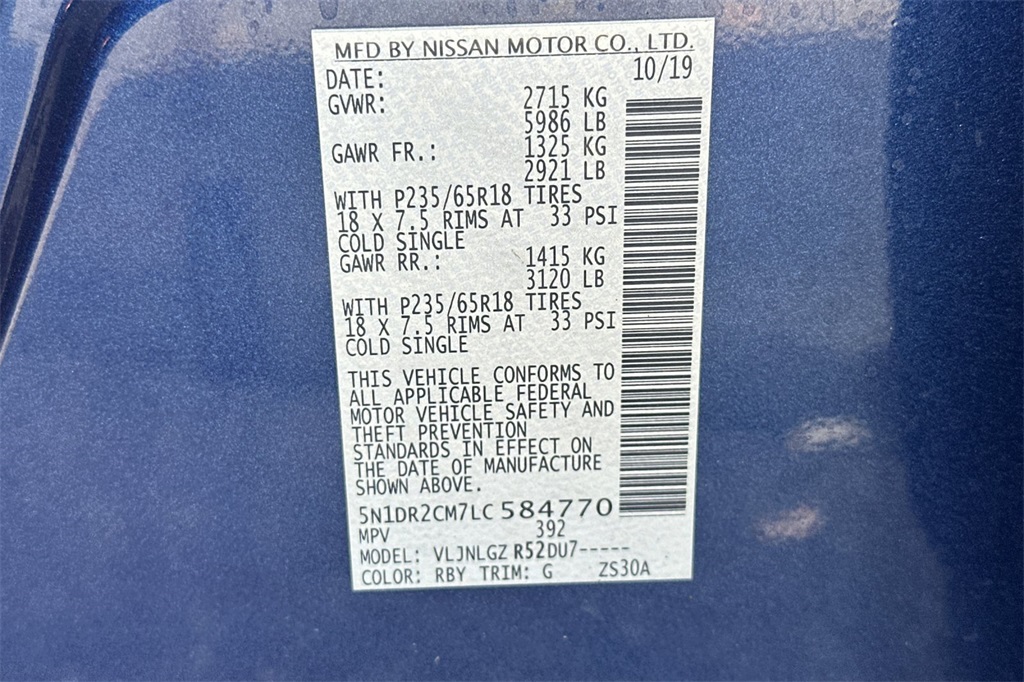 MFD BY NISSAN MOTOR CO., LTD.
DATE: 10/19
GVWR: 2715 KG
5986 LB
GAWR FR.: 1325 KG
2921 LB
WITH P235/65R18 TIRES
18 X 7.5 RIMS AT 33 PSI
COLD SINGLE
GAWR RR.: 1415 KG
3120 LB
WITH P235/65R18 TIRES
18 X 7.5 RIMS AT 33 PSI
COLD SINGLE
THIS VEHICLE CONFORMS TO
ALL APPLICABLE FEDERAL
MOTOR VEHICLE SAFETY AND
THEFT PREVENTION
STANDARDS IN EFFECT ON
THE DATE OF MANUFACTURE
SHOWN ABOVE.
5N1DR2CM7LC584770
MPV 392
MODEL: VLJNLGZ R52DU7-----
COLOR: RBY TRIM: G ZS30A